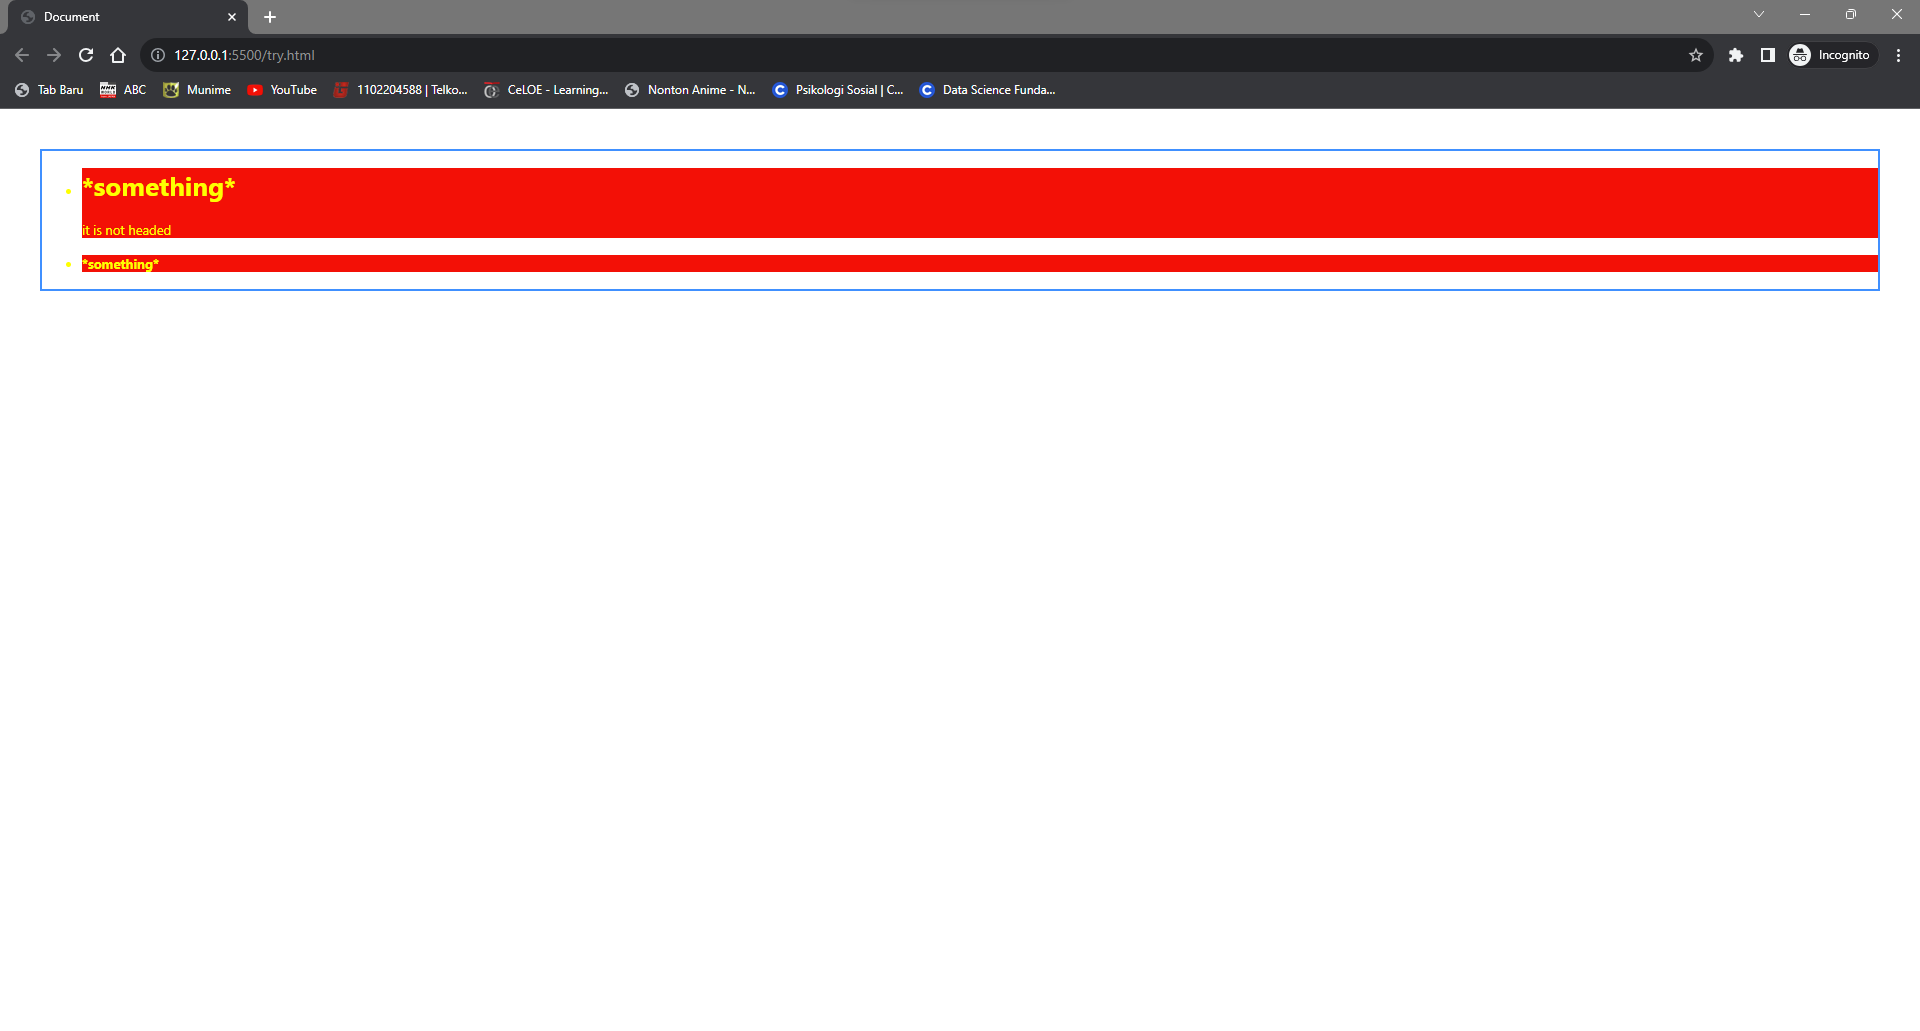 Document
127.0.0.1:5500/try.html
Incognito
Tab Baru ABC Munime YouTube 1102204588 | Telko... CeLOE - Learning... Nonton Anime - N... Psikologi Sosial | C... Data Science Funda...
*something*
it is not headed
*something*